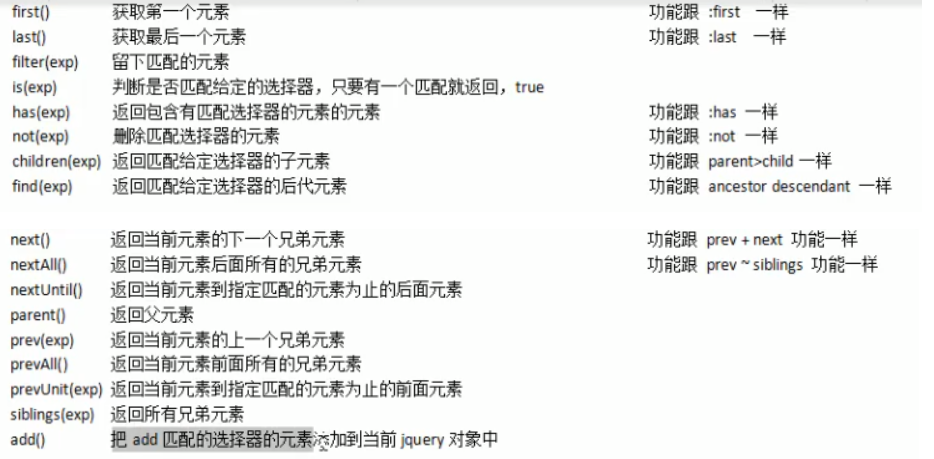 first() 获取第一个元素 功能跟 :first 一样
last() 获取最后一个元素 功能跟 :last 一样
filter(exp) 留下匹配的元素
is(exp) 判断是否匹配给定的选择器，只要有一个匹配就返回，true
has(exp) 返回包含有匹配选择器的元素的元素 功能跟 :has 一样
not(exp) 删除匹配选择器的元素 功能跟 :not 一样
children(exp) 返回匹配给定选择器的子元素 功能跟 parent>child 一样
find(exp) 返回匹配给定选择器的后代元素 功能跟 ancestor descendant 一样
next() 返回当前元素的下一个兄弟元素 功能跟 prev + next 功能一样
nextAll() 返回当前元素后面所有的兄弟元素 功能跟 prev ~ siblings 功能一样
nextUntil() 返回当前元素到指定匹配的元素为止的后面元素
parent() 返回父元素
prev(exp) 返回当前元素的上一个兄弟元素
prevAll() 返回当前元素前面所有的兄弟元素
prevUnit(exp) 返回当前元素到指定匹配的元素为止的前面元素
siblings(exp) 返回所有兄弟元素
add() 把 add 匹配的选择器的元素添加到当前 jquery 对象中